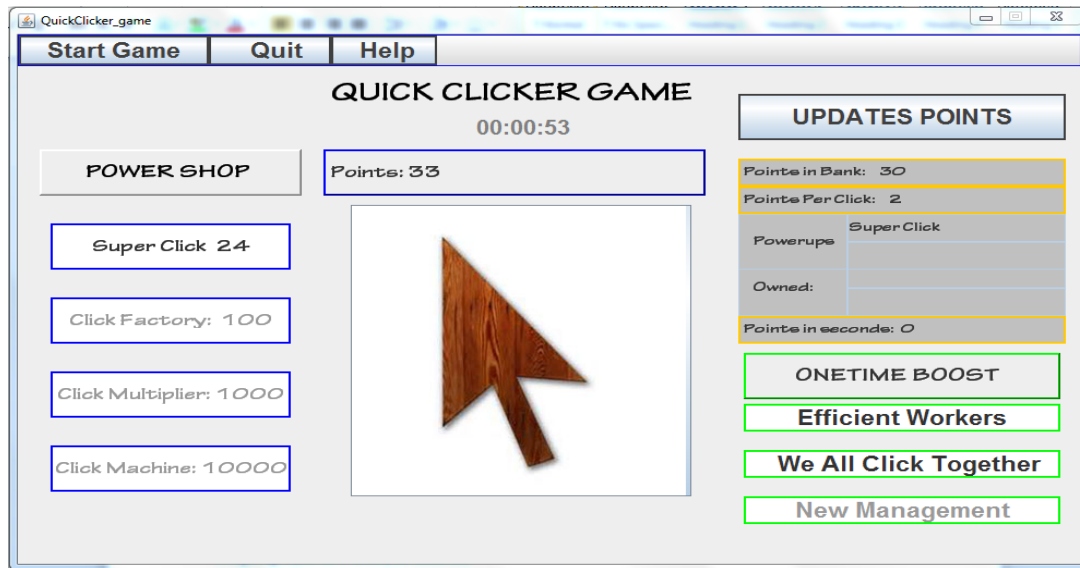 QuickClicker_game
Start Game Quit Help
QUICK CLICKER GAME
00:00:53
UPDATES POINTS
POWER SHOP
Points: 33
Points in Bank: 30
Points Per Click: 2
Powerups
Super Click
Owned:
Points in seconds: 0
Super Click 24
Click Factory: 100
Click Multiplier: 1000
Click Machine: 10000
ONETIME BOOST
Efficient Workers
We All Click Together
New Management